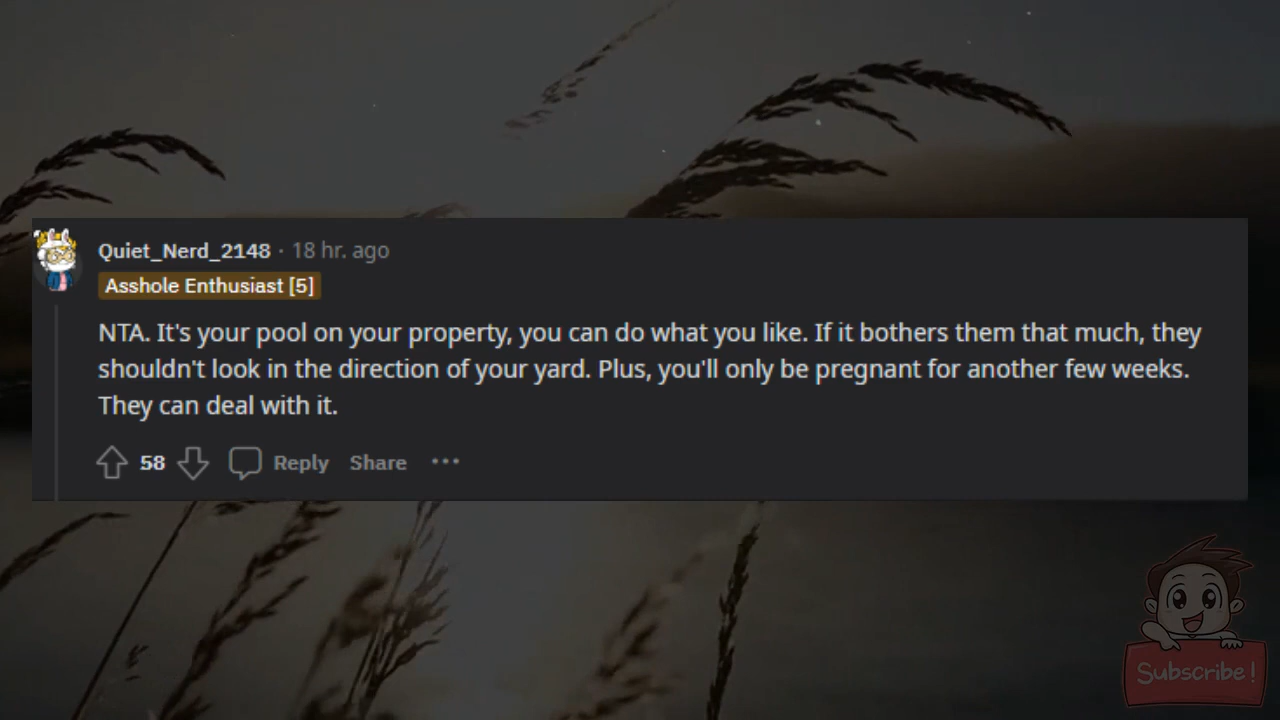 Quiet_Nerd_2148 · 18 hr. ago
Asshole Enthusiast [5]
NTA. It's your pool on your property, you can do what you like. If it bothers them that much, they
shouldn't look in the direction of your yard. Plus, you'll only be pregnant for another few weeks.
They can deal with it.
58 Reply Share ···
Subscribe!